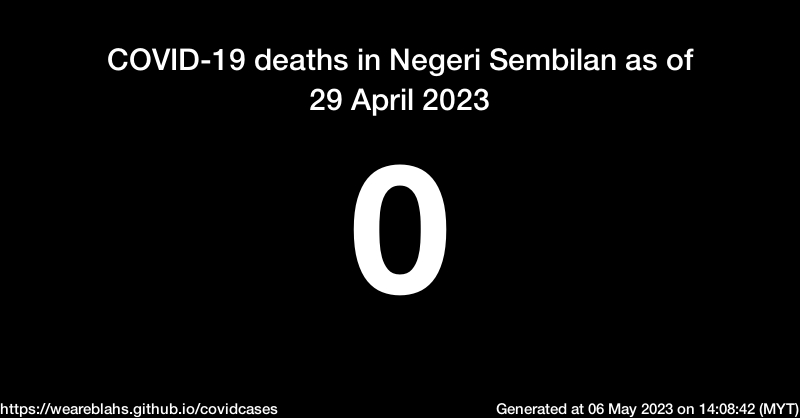 COVID-19 deaths in Negeri Sembilan as of
29 April 2023
0
https://weareblahs.github.io/covidcases
Generated at 06 May 2023 on 14:08:42 (MYT)